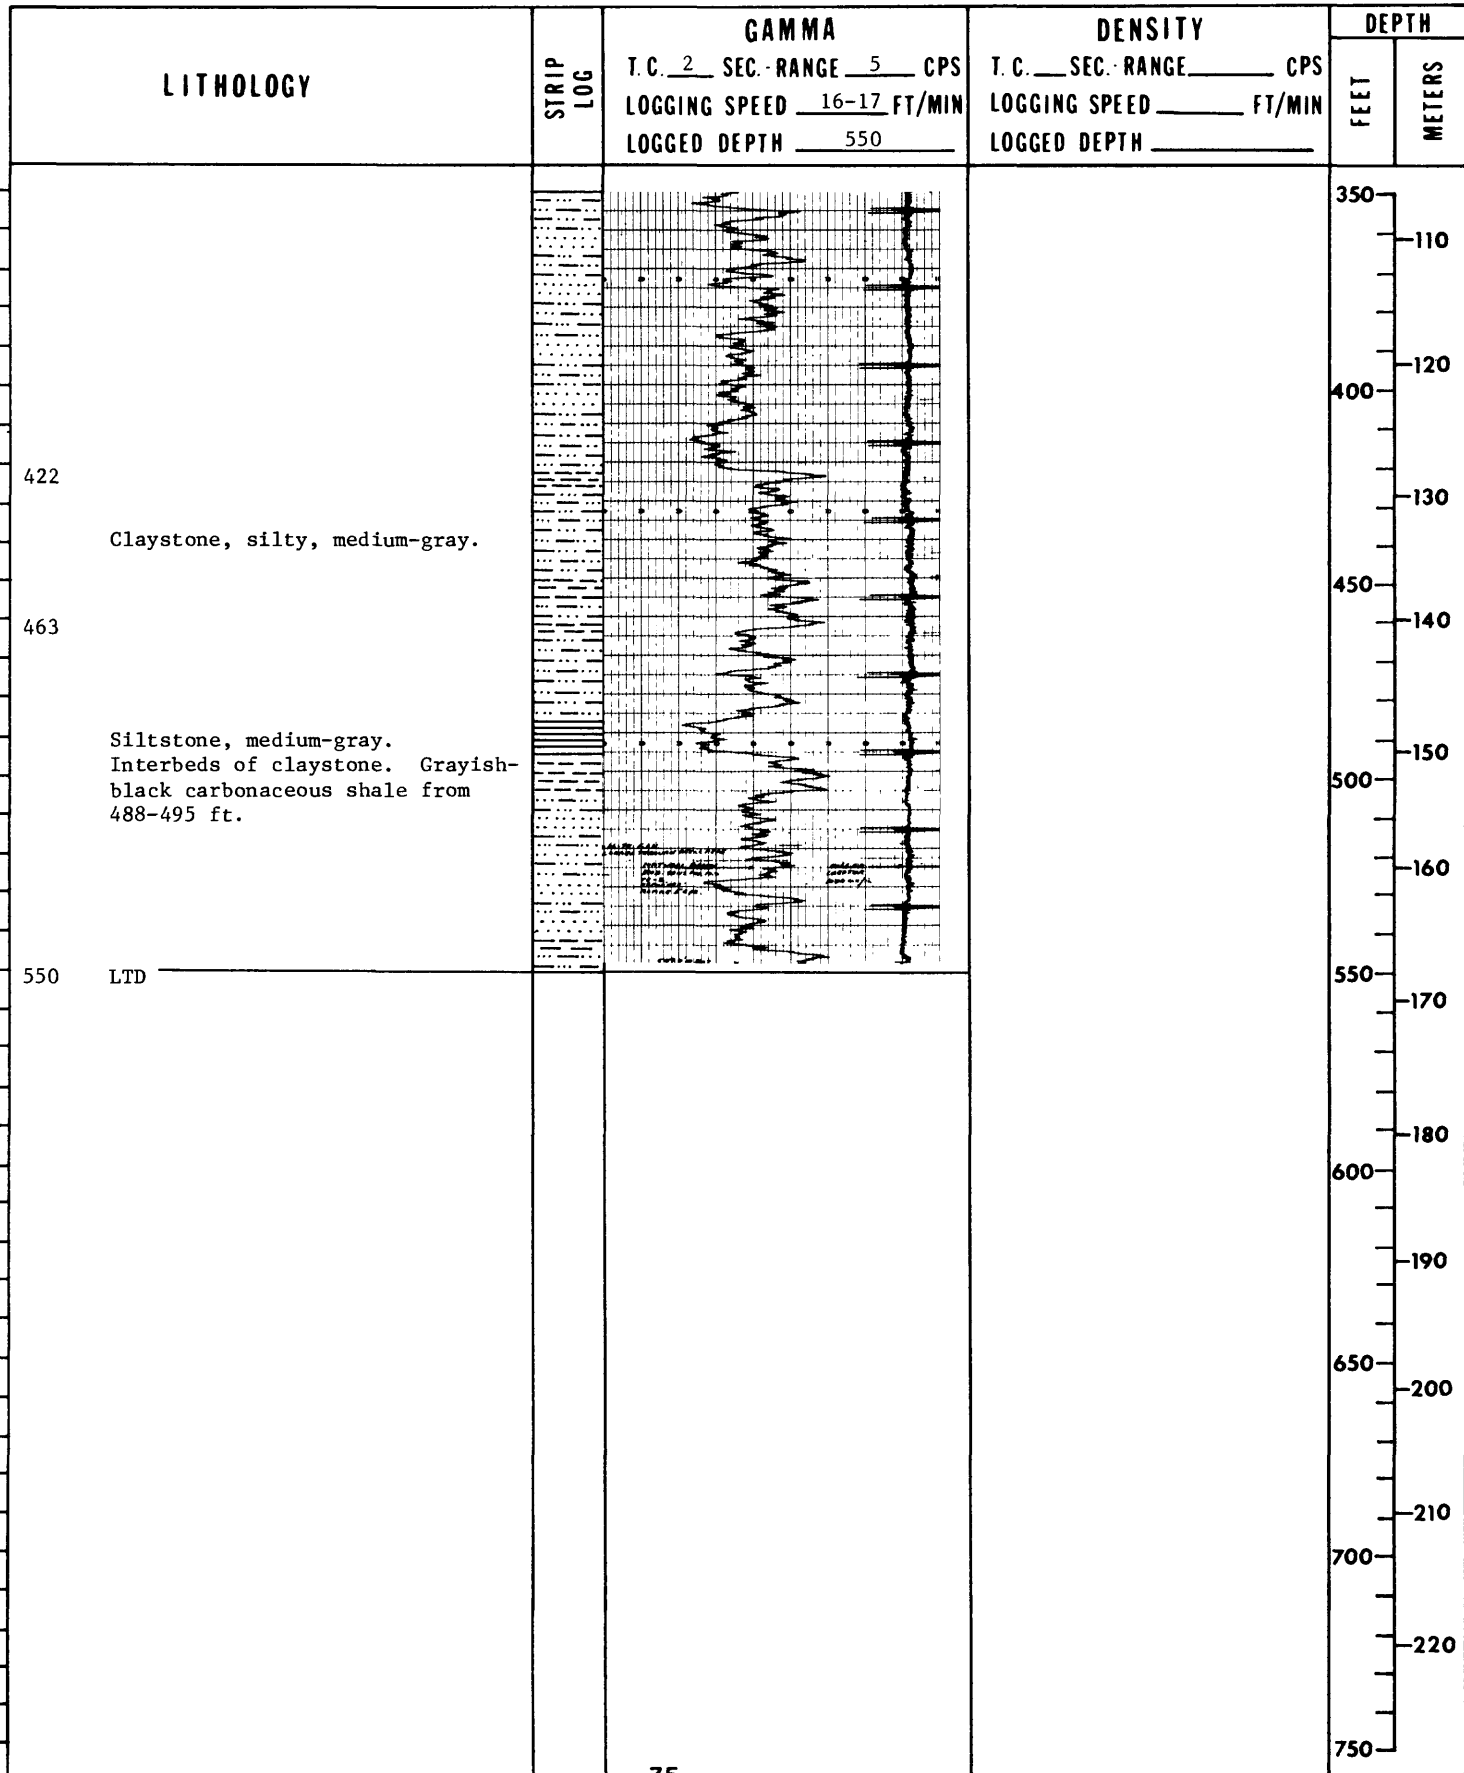 LITHOLOGY
STRIP LOG
GAMMA
T.C. 2 SEC.-RANGE 5 CPS
LOGGING SPEED 16-17 FT/MIN
LOGGED DEPTH 550
DENSITY
T.C. SEC.-RANGE CPS
LOGGING SPEED FT/MIN
LOGGED DEPTH
DEPTH
FEET
METERS
350
-110
-120
400
422
-130
Claystone, silty, medium-gray.
450
463
-140
Siltstone, medium-gray.
Interbeds of claystone. Grayish-
black carbonaceous shale from
488-495 ft.
-150
500
-160
550 LTD
550
-170
-180
600
-190
650
-200
-210
700
-220
750
75